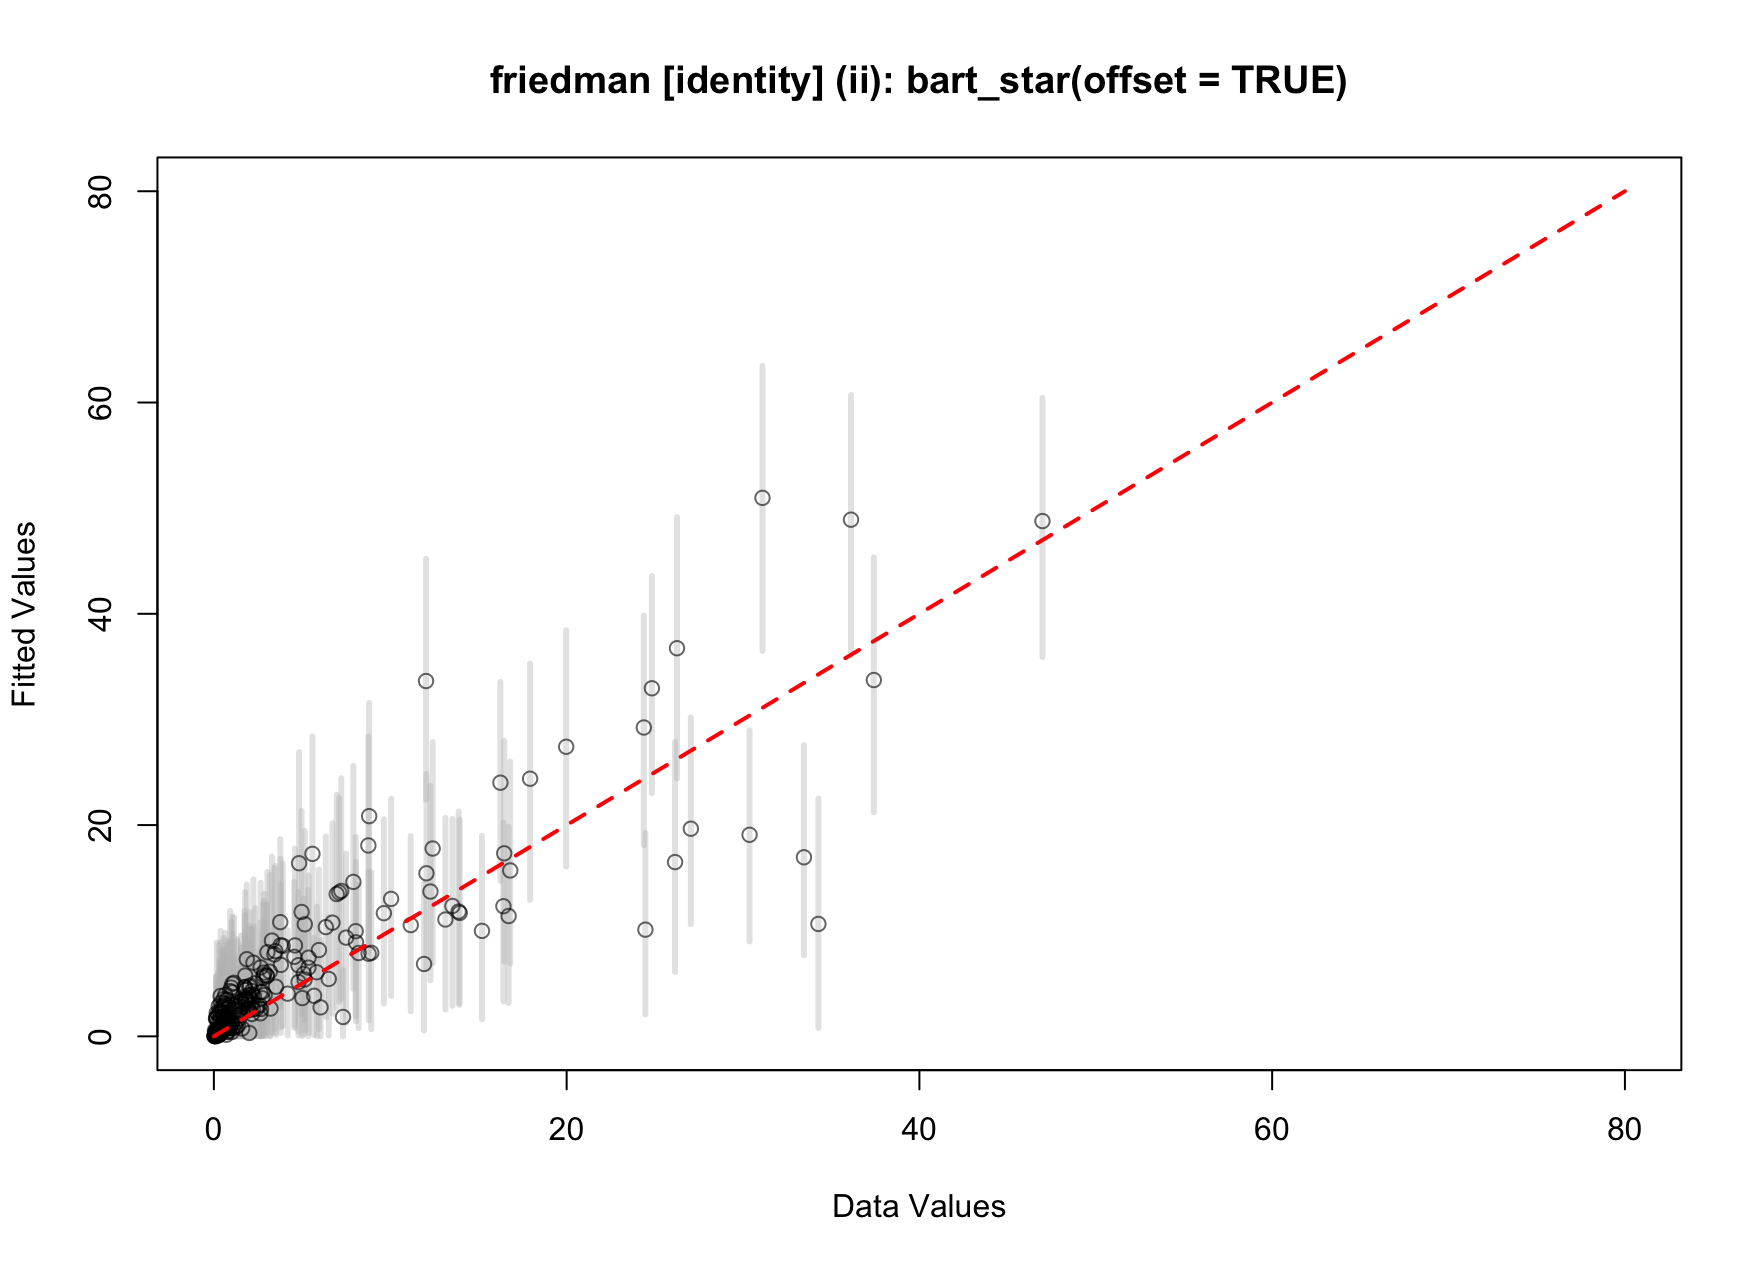 friedman [identity] (ii): bart_star(offset = TRUE)
80
60
40
20
0
Fitted Values
0 20 40 60 80
Data Values